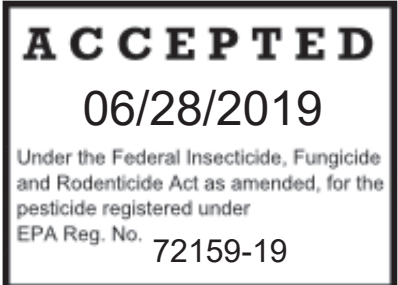 ACCEPTED
06/28/2019
Under the Federal Insecticide, Fungicide
and Rodenticide Act as amended, for the
pesticide registered under
EPA Reg. No. 72159-19